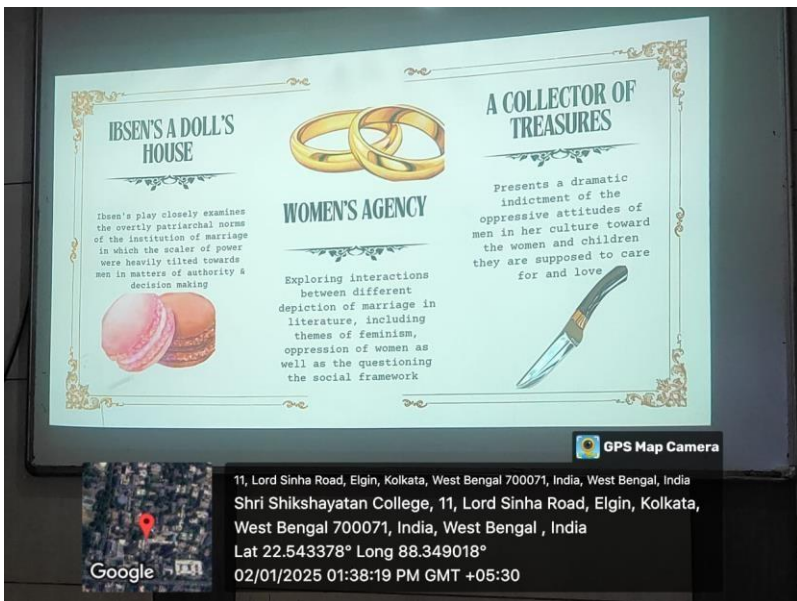 IBSEN'S A DOLL'S
HOUSE
Ibsen's play closely examines
the overtly patriarchal norms
of the institution of marriage
in which the scaler of power
were heavily tilted towards
men in matters of authority &
decision making
WOMEN'S AGENCY
Exploring interactions
between different
depiction of marriage in
literature, including
themes of feminism,
oppression of women as
well as the questioning
the social framework
A COLLECTOR OF
TREASURES
Presents a dramatic
indictment of the
oppressive attitudes of
men in her culture toward
the women and children
they are supposed to care
for and love
GPS Map Camera
11, Lord Sinha Road, Elgin, Kolkata, West Bengal 700071, India, West Bengal, India
Shri Shikshayatan College, 11, Lord Sinha Road, Elgin, Kolkata,
West Bengal 700071, India, West Bengal , India
Lat 22.543378° Long 88.349018°
02/01/2025 01:38:19 PM GMT +05:30
Google